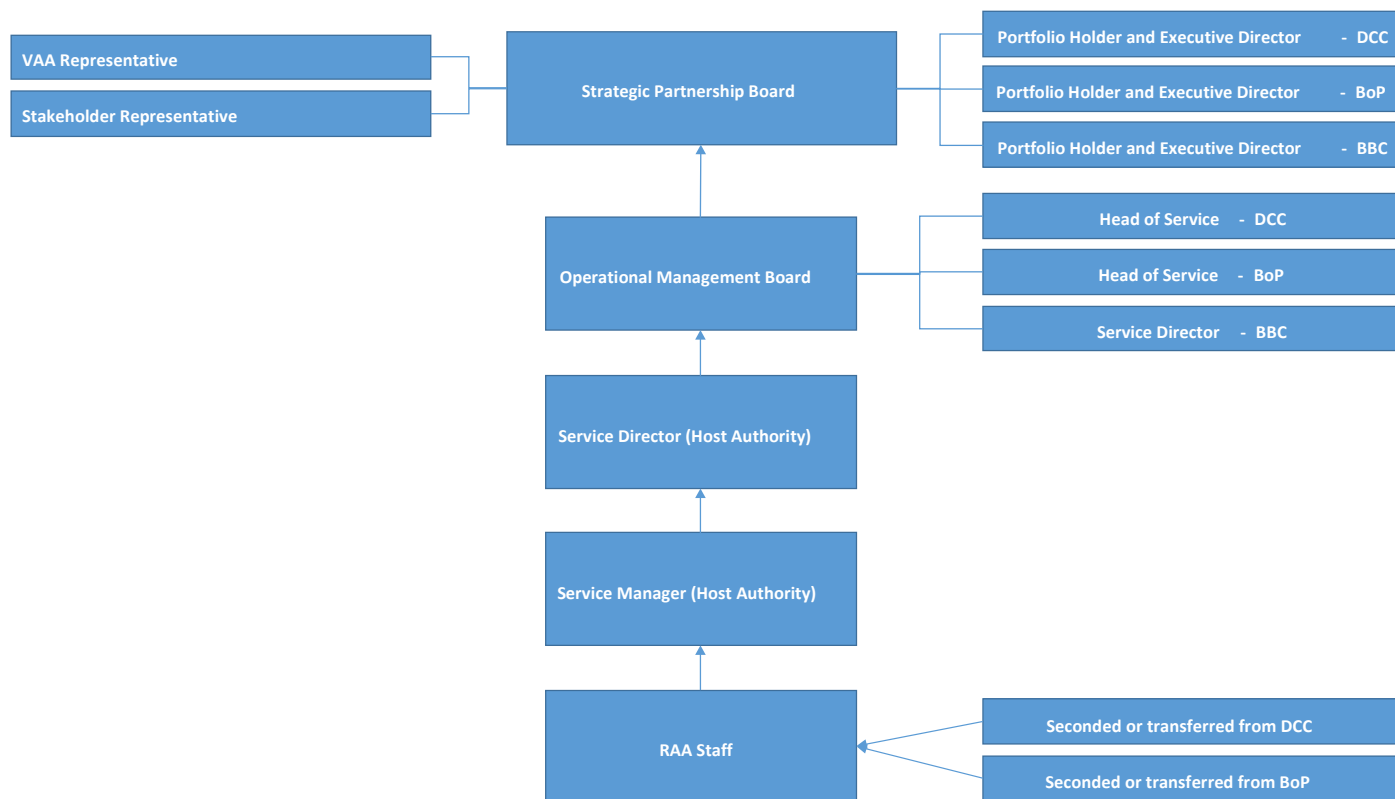 VAA Representative
Stakeholder Representative
Strategic Partnership Board
Portfolio Holder and Executive Director - DCC
Portfolio Holder and Executive Director - BoP
Portfolio Holder and Executive Director - BBC
Operational Management Board
Head of Service - DCC
Head of Service - BoP
Service Director - BBC
Service Director (Host Authority)
Service Manager (Host Authority)
RAA Staff
Seconded or transferred from DCC
Seconded or transferred from BoP